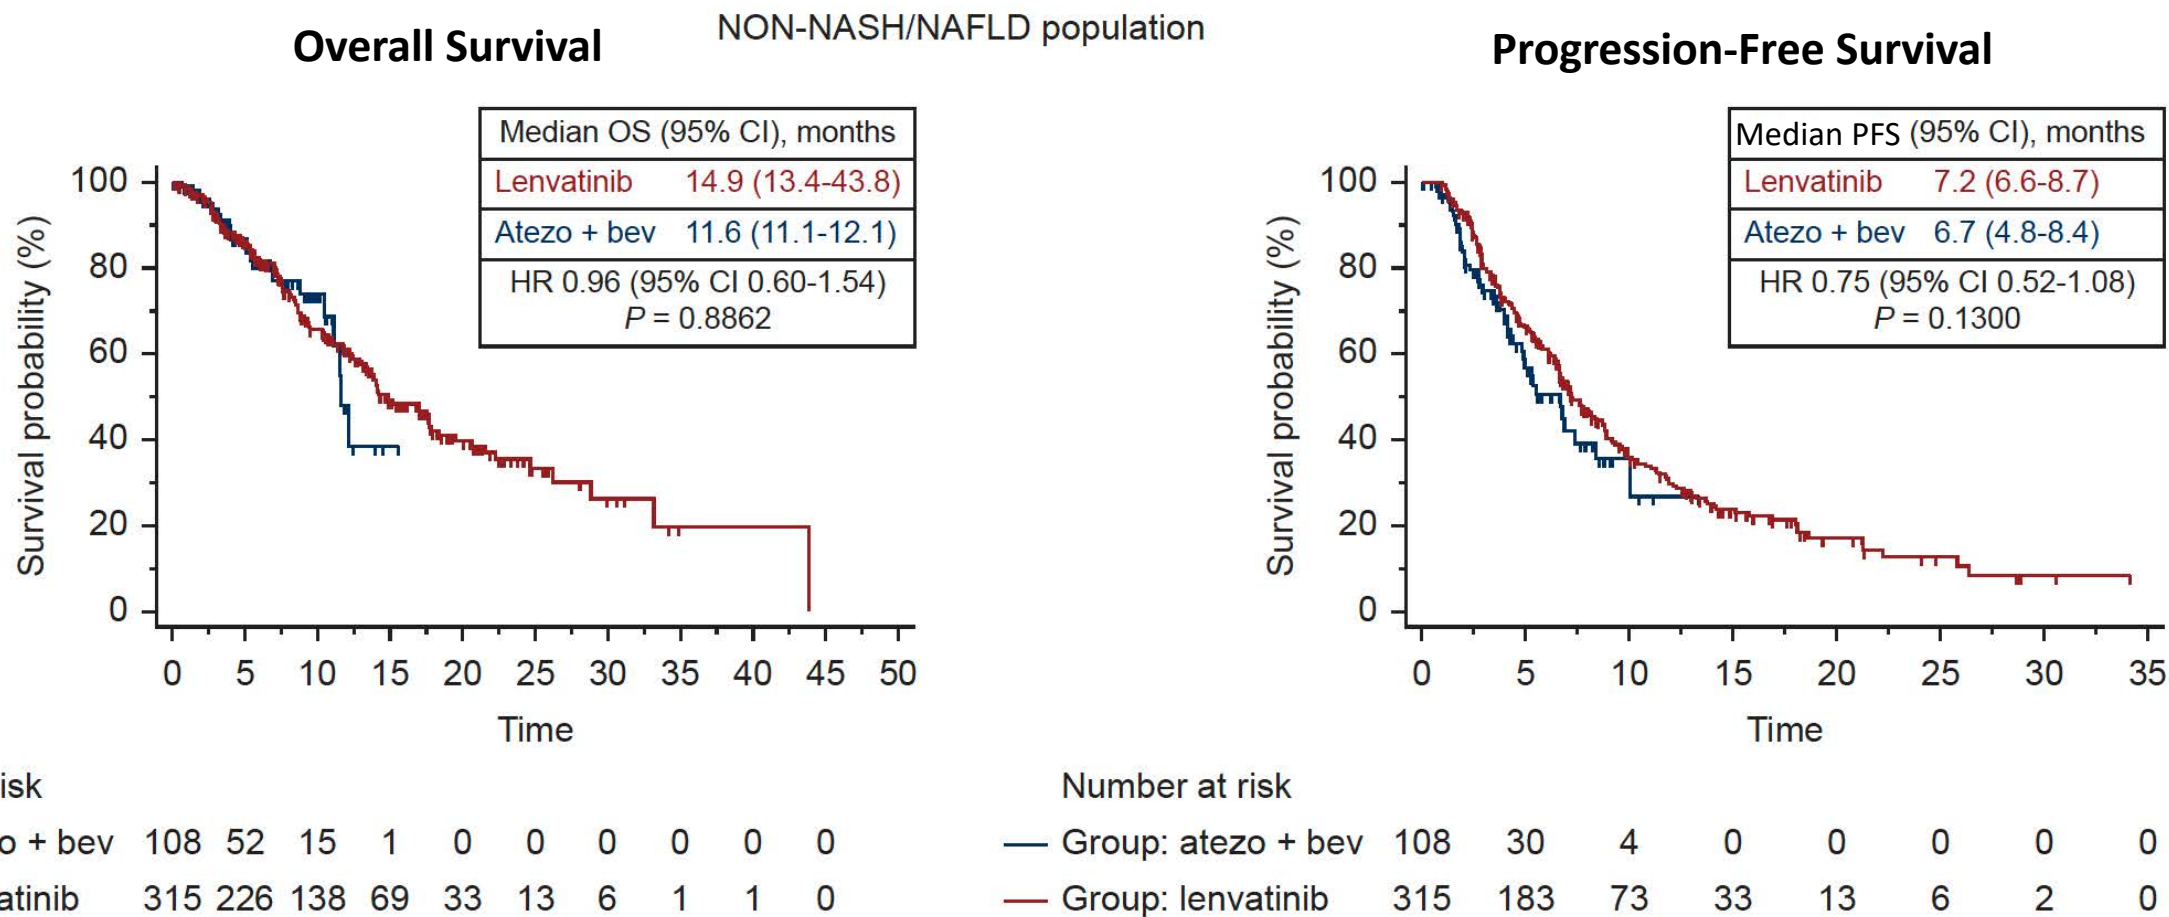 NON-NASH/NAFLD population
Overall Survival
Median OS (95% CI), months
Lenvatinib 14.9 (13.4-43.8)
Atezo + bev 11.6 (11.1-12.1)
HR 0.96 (95% CI 0.60-1.54)
P = 0.8862
Survival probability (%)
100
80
60
40
20
0
0 5 10 15 20 25 30 35 40 45 50
Time
isk
o + bev 108 52 15 1 0 0 0 0 0 0
atinib 315 226 138 69 33 13 6 1 1 0
Progression-Free Survival
Median PFS (95% CI), months
Lenvatinib 7.2 (6.6-8.7)
Atezo + bev 6.7 (4.8-8.4)
HR 0.75 (95% CI 0.52-1.08)
P = 0.1300
Survival probability (%)
100
80
60
40
20
0
0 5 10 15 20 25 30 35
Time
Number at risk
Group: atezo + bev 108 30 4 0 0 0 0 0
Group: lenvatinib 315 183 73 33 13 6 2 0